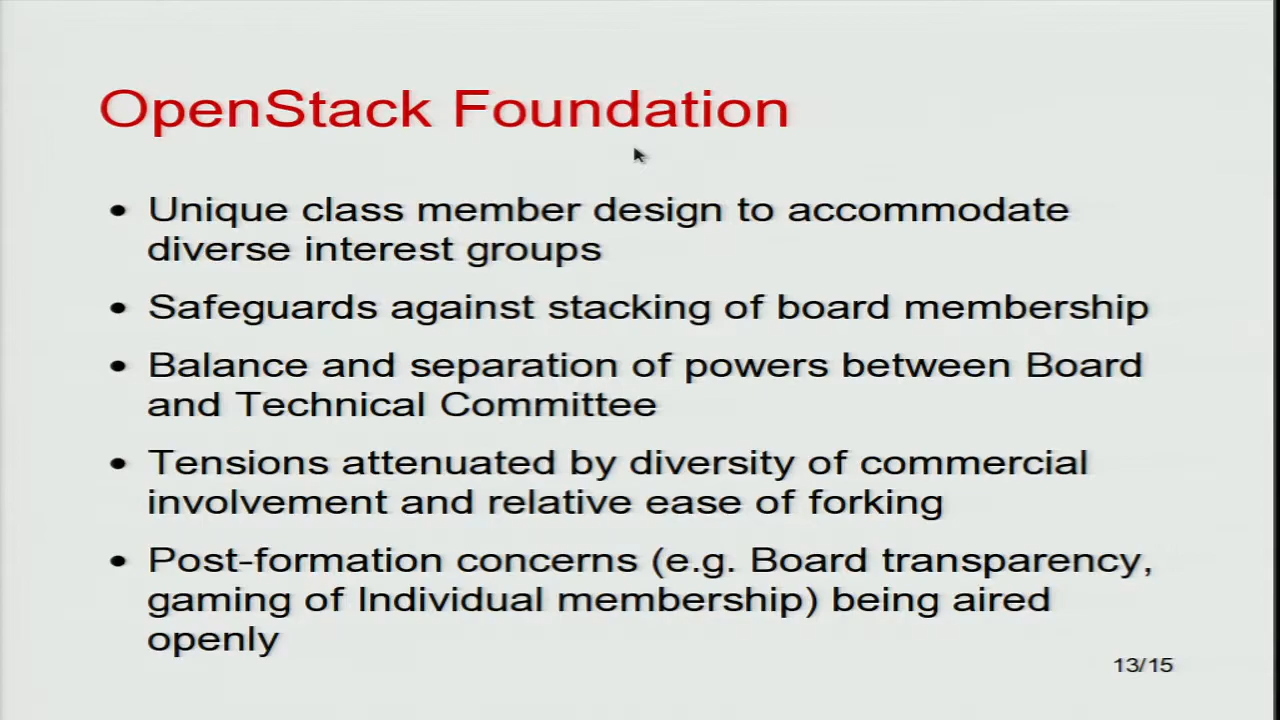 OpenStack Foundation
• Unique class member design to accommodate
diverse interest groups
• Safeguards against stacking of board membership
• Balance and separation of powers between Board
and Technical Committee
• Tensions attenuated by diversity of commercial
involvement and relative ease of forking
• Post-formation concerns (e.g. Board transparency,
gaming of Individual membership) being aired
openly
13/15